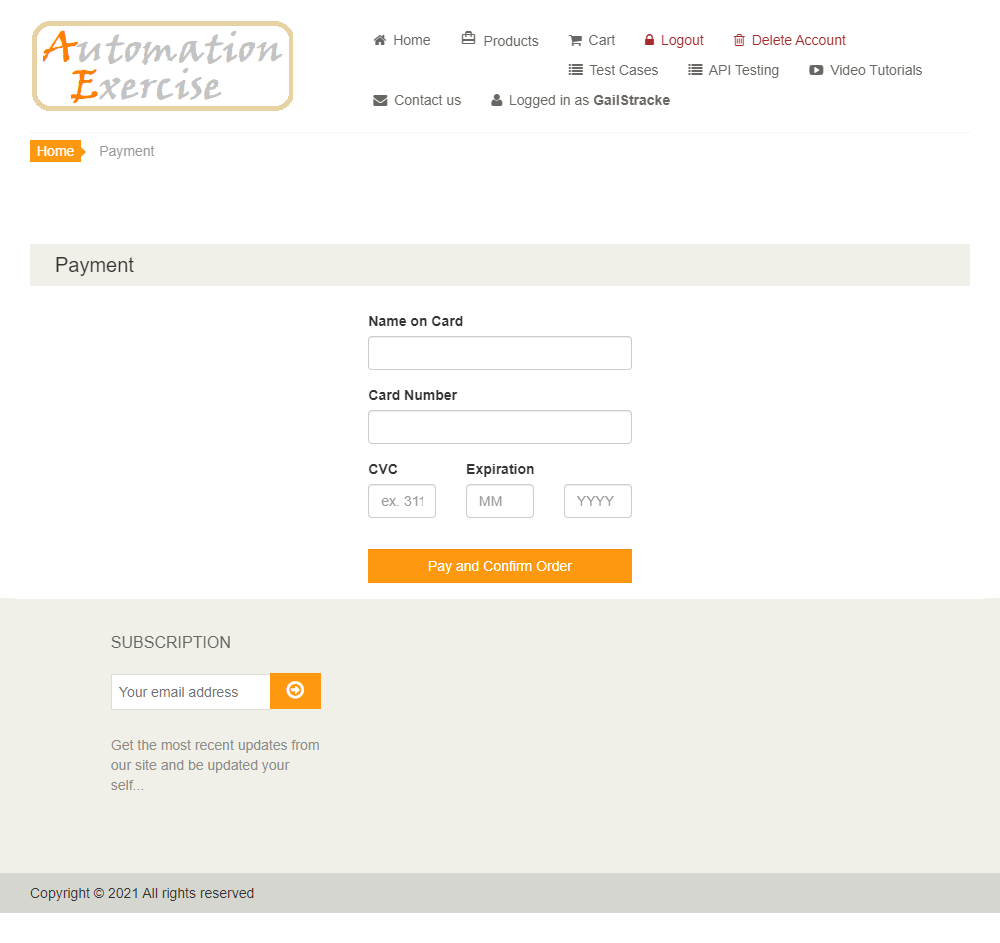 Automation
Exercise
Home Products Cart Logout Delete Account
Test Cases API Testing Video Tutorials
Contact us Logged in as GailStracke
Home Payment
Payment
Name on Card
Card Number
CVC Expiration
ex. 311 MM YYYY
Pay and Confirm Order
SUBSCRIPTION
Your email address
Get the most recent updates from
our site and be updated your
self...
Copyright © 2021 All rights reserved